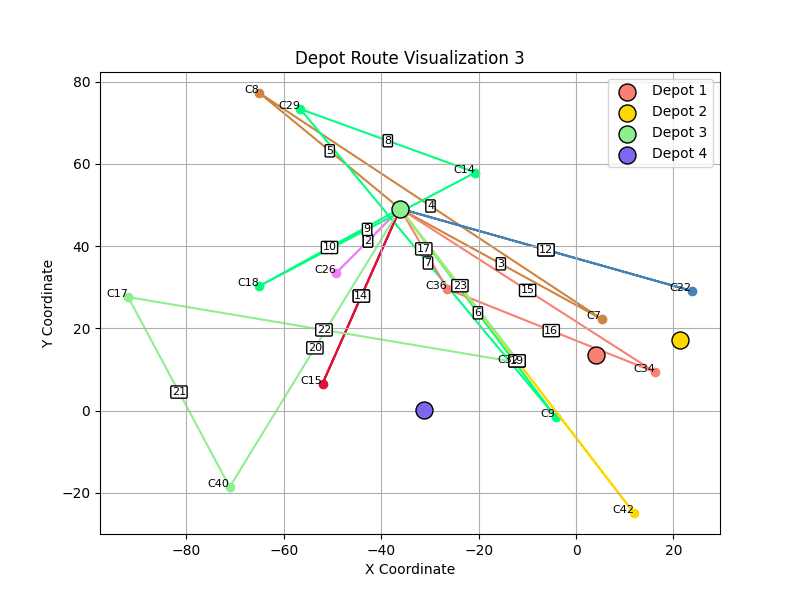 Depot Route Visualization 3
Depot 1
Depot 2
Depot 3
Depot 4
80
60
40
20
0
−20
Y Coordinate
C8
C29
8
5
C14
4
9
2
10
17
12
7
3
C26
C18
C36
23
15
C22
C17
14
6
C7
22
16
20
19
C34
C15
21
C9
C40
C42
−80
−60
−40
−20
0
20
X Coordinate